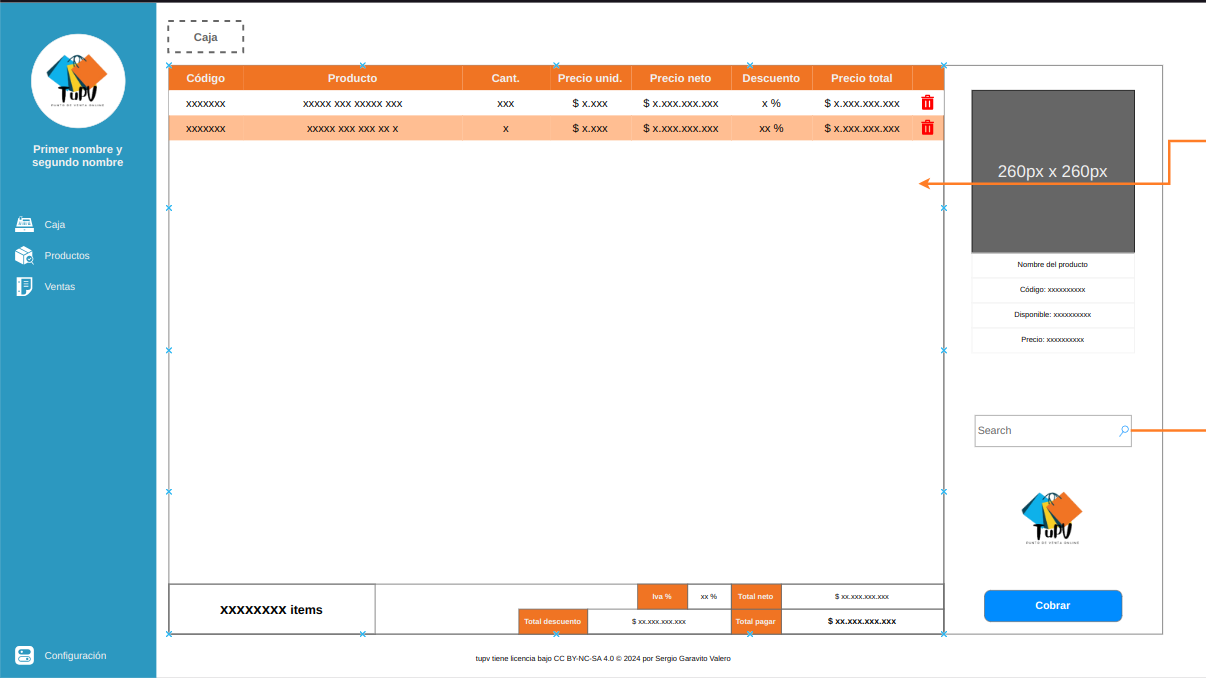 TuPV
PUNTO DE VENTA ONLINE
Primer nombre y
segundo nombre
Caja
Productos
Ventas
Configuración
Caja
Código Producto Cant. Precio unid. Precio neto Descuento Precio total
xxxxxxx xxxxx xxx xxxxx xxx xxx $ x.xxx $ x.xxx.xxx.xxx x % $ x.xxx.xxx.xxx
xxxxxxx xxxxx xxx xxx xx x x $ x.xxx $ x.xxx.xxx.xxx xx % $ x.xxx.xxx.xxx
260px x 260px
Nombre del producto
Código: xxxxxxxxxx
Disponible: xxxxxxxxxx
Precio: xxxxxxxxxx
Search
TuPV
PUNTO DE VENTA ONLINE
Cobrar
xxxxxxxx items
Iva % xx % Total neto $ xx.xxx.xxx.xxx
Total descuento $ xx.xxx.xxx.xxx Total pagar $ xx.xxx.xxx.xxx
tupv tiene licencia bajo CC BY-NC-SA 4.0 © 2024 por Sergio Garavito Valero